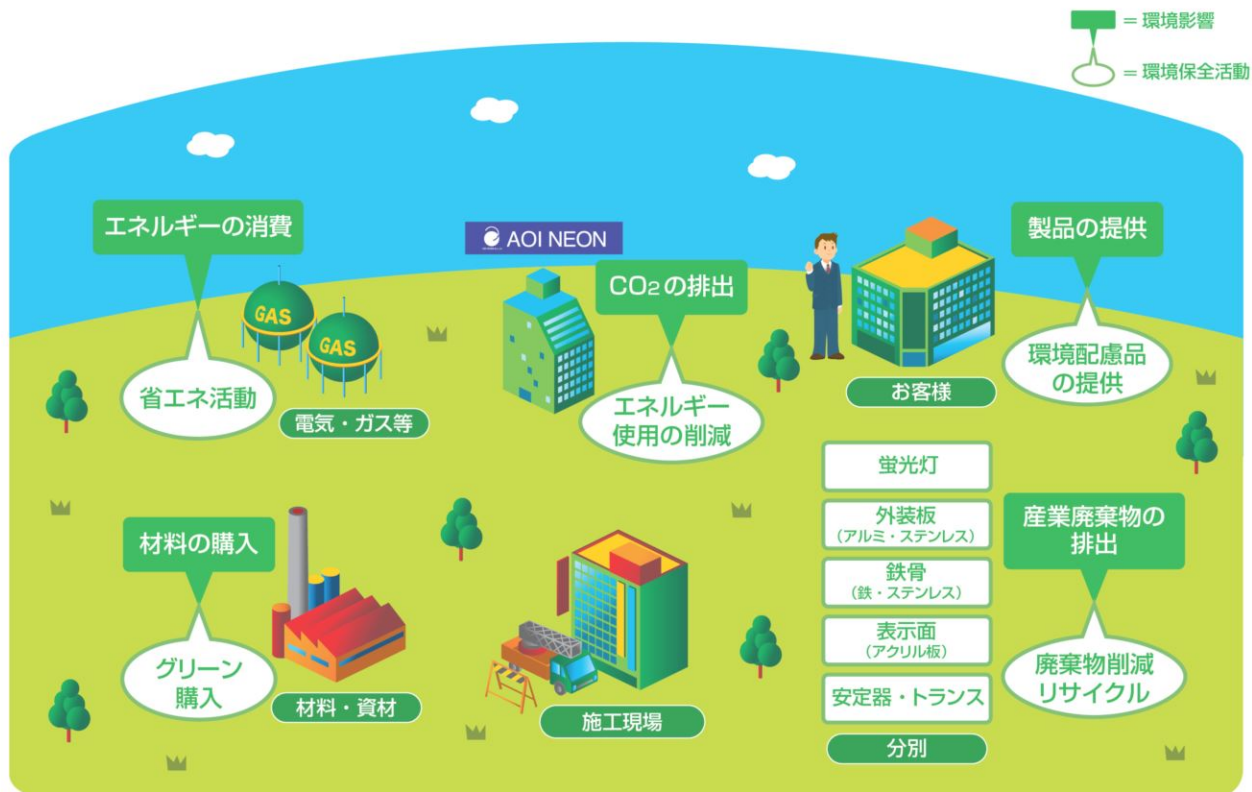 = 環境影響
= 環境保全活動
エネルギーの消費
省エネ活動
GAS
GAS
電気・ガス等
AOI NEON
CO₂の排出
エネルギー
使用の削減
お客様
製品の提供
環境配慮品
の提供
材料の購入
グリーン
購入
材料・資材
施工現場
蛍光灯
外装板
(アルミ・ステンレス)
鉄骨
(鉄・ステンレス)
表示面
(アクリル板)
安定器・トランス
分別
産業廃棄物の
排出
廃棄物削減
リサイクル